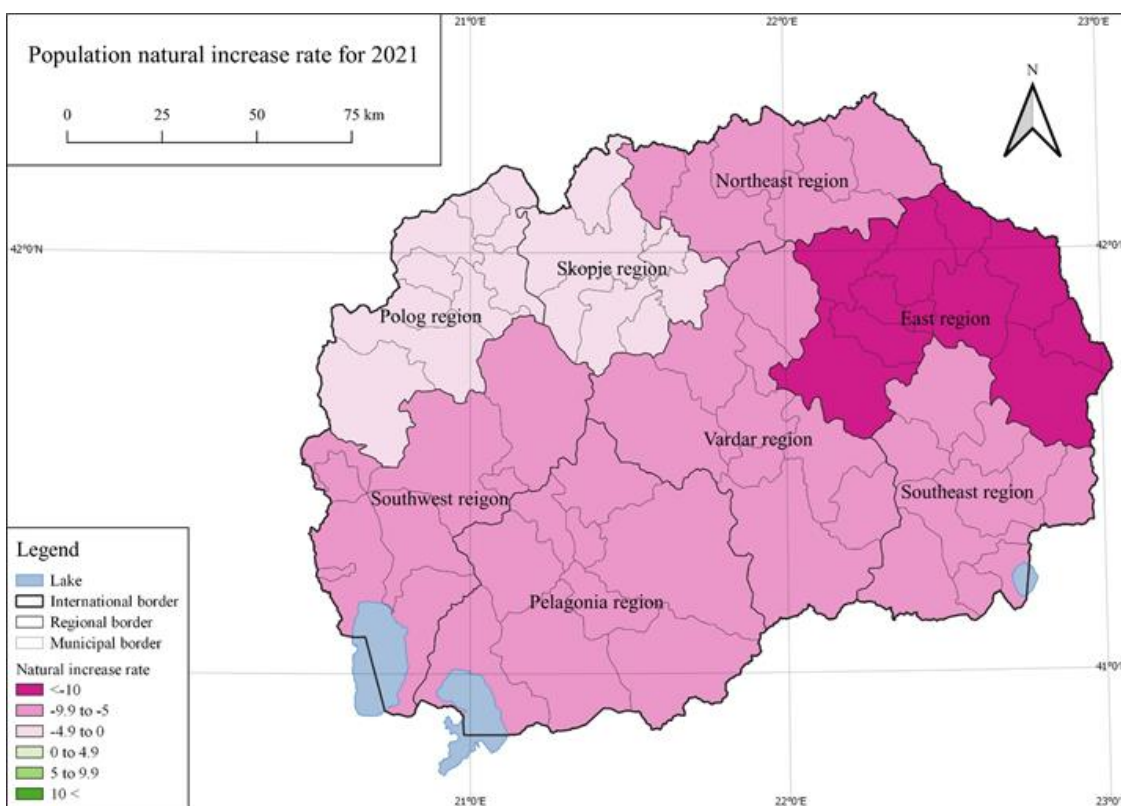 21°0'E 22°0'E 23°0'E
Population natural increase rate for 2021
0 25 50 75 km
N
Northeast region
42°0'N 42°0'
Skopje region
Polog region
East region
Vardar region
Southwest reigon
Southeast region
Pelagonia region
Legend
Lake
International border
Regional border
Municipal border
Natural increase rate
<-10
-9.9 to -5
-4.9 to 0
0 to 4.9
5 to 9.9
10 <
41°0'N
21°0'E 22°0'E 23°0'